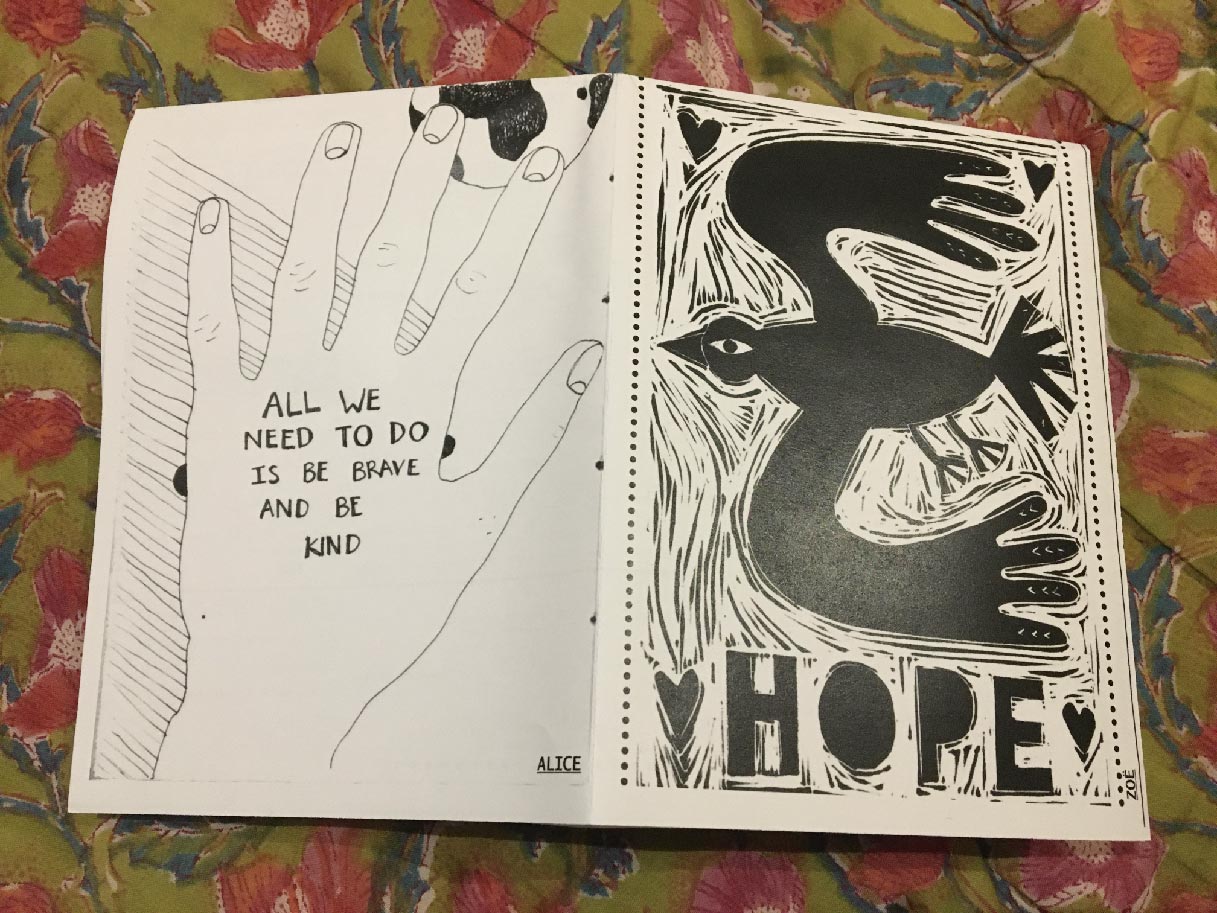 ALL WE
NEED TO DO
IS BE BRAVE
AND BE
KIND
ALICE
HOPE
ZOË